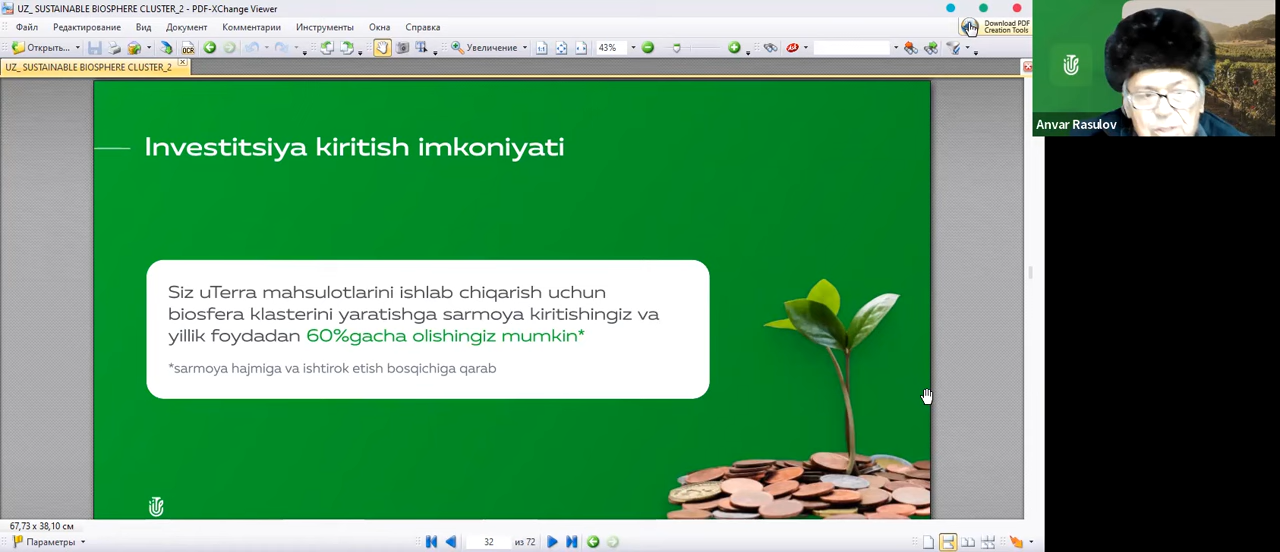 UZ_ SUSTAINABLE BIOSPHERE CLUSTER_2 - PDF-XChange Viewer
Файл Редактирование Вид Документ Комментарии Инструменты Окна Справка
Download PDF
Creation Tools
Открыть... OCR Увеличение 43%
UZ_ SUSTAINABLE BIOSPHERE CLUSTER_2
Anvar Rasulov
Investitsiya kiritish imkoniyati
Siz uTerra mahsulotlarini ishlab chiqarish uchun
biosfera klasterini yaratishga sarmoya kiritishingiz va
yillik foydadan 60%gacha olishingiz mumkin*
*sarmoya hajmiga va ishtirok etish bosqichiga qarab
67,73 x 38,10 см
Параметры 32 из 72